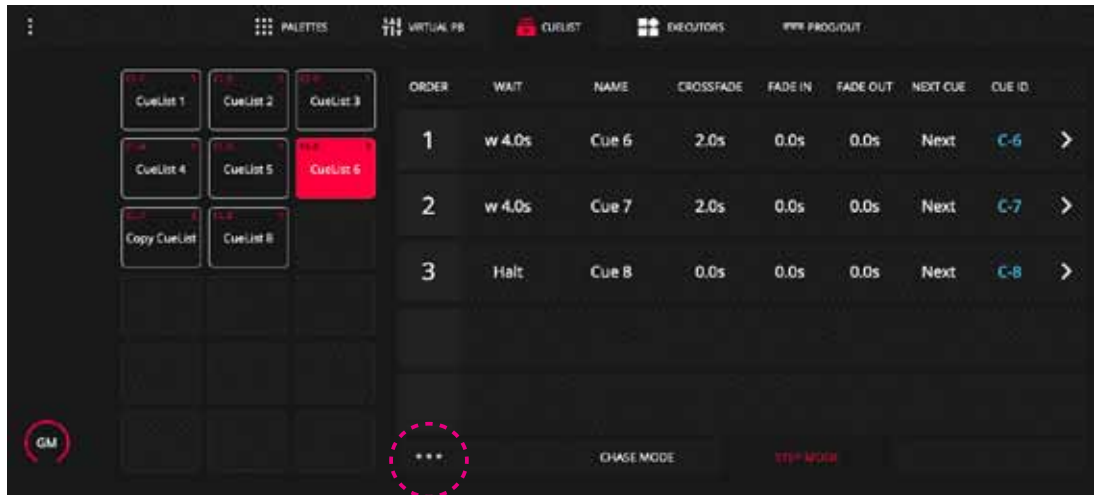 PALETTES VIRTUAL PB CUELIST EXECUTORS PROG/OUT
CueList 1 CueList 2 CueList 3
CueList 4 CueList 5 CueList 6
Copy CueList CueList 8
ORDER WAIT NAME CROSSFADE FADE IN FADE OUT NEXT CUE CUE ID
1 w 4.0s Cue 6 2.0s 0.0s 0.0s Next C-6 >
2 w 4.0s Cue 7 2.0s 0.0s 0.0s Next C-7 >
3 Halt Cue 8 0.0s 0.0s 0.0s Next C-8 >
GM
••• CHASE MODE STEP MODE